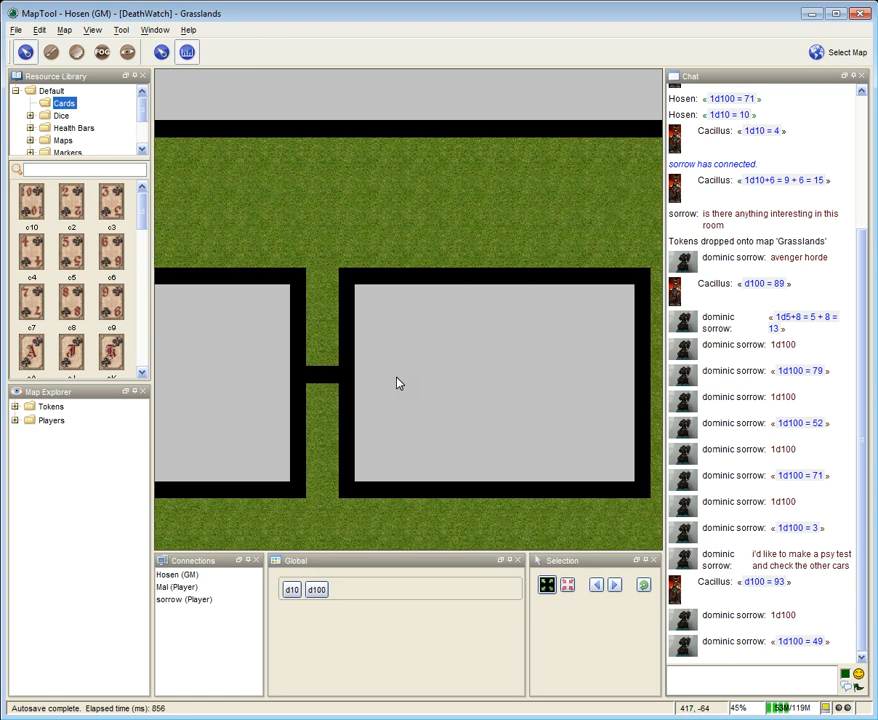 MapTool - Hosen (GM) - [DeathWatch] - Grasslands
File Edit Map View Tool Window Help
FOG
Select Map
Resource Library
Default
Cards
Dice
Health Bars
Maps
Markers
c10 c2 c3
c4 c5 c6
c7 c8 c9
Map Explorer
Tokens
Players
Connections
Hosen (GM)
Mal (Player)
sorrow (Player)
Global
d10 d100
Selection
Chat
Hosen: « 1d100 = 71 »
Hosen: « 1d10 = 10 »
Cacillus: « 1d10 = 4 »
sorrow has connected.
Cacillus: « 1d10+6 = 9 + 6 = 15 »
sorrow: is there anything interesting in this
room
Tokens dropped onto map 'Grasslands'
dominic sorrow: avenger horde
Cacillus: « d100 = 89 »
dominic sorrow: « 1d5+8 = 5 + 8 =
13 »
dominic sorrow: 1d100
dominic sorrow: « 1d100 = 79 »
dominic sorrow: 1d100
dominic sorrow: « 1d100 = 52 »
dominic sorrow: 1d100
dominic sorrow: « 1d100 = 71 »
dominic sorrow: 1d100
dominic sorrow: « 1d100 = 3 »
dominic sorrow: i'd like to make a psy test
and check the other cars
Cacillus: « d100 = 93 »
dominic sorrow: 1d100
dominic sorrow: « 1d100 = 49 »
Autosave complete. Elapsed time (ms): 856
417, -64 45% 53M/119M